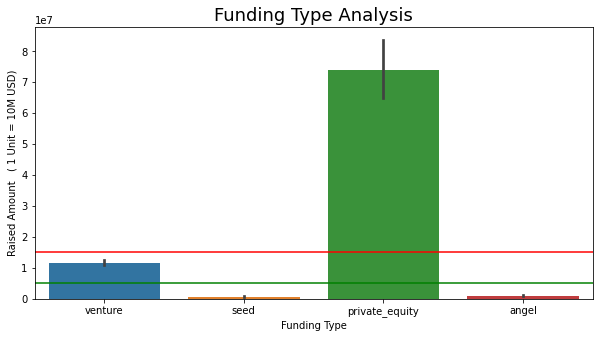 Funding Type Analysis
1e7
Raised Amount   ( 1 Unit = 10M USD)
8
7
6
5
4
3
2
1
0
venture seed private_equity angel
Funding Type